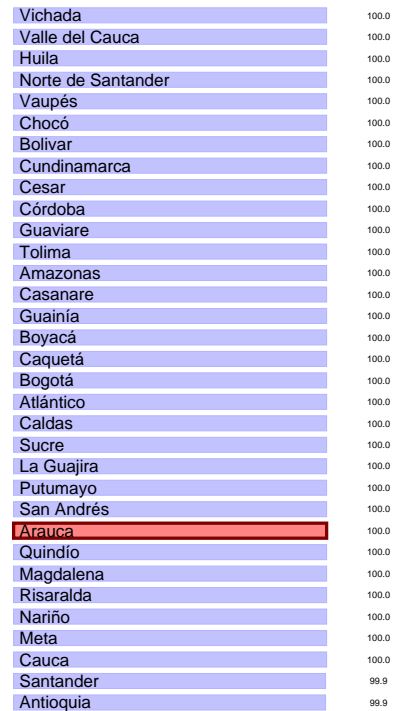 Vichada 100.0
Valle del Cauca 100.0
Huila 100.0
Norte de Santander 100.0
Vaupés 100.0
Chocó 100.0
Bolivar 100.0
Cundinamarca 100.0
Cesar 100.0
Córdoba 100.0
Guaviare 100.0
Tolima 100.0
Amazonas 100.0
Casanare 100.0
Guainía 100.0
Boyacá 100.0
Caquetá 100.0
Bogotá 100.0
Atlántico 100.0
Caldas 100.0
Sucre 100.0
La Guajira 100.0
Putumayo 100.0
San Andrés 100.0
Arauca 100.0
Quindío 100.0
Magdalena 100.0
Risaralda 100.0
Nariño 100.0
Meta 100.0
Cauca 100.0
Santander 99.9
Antioquia 99.9